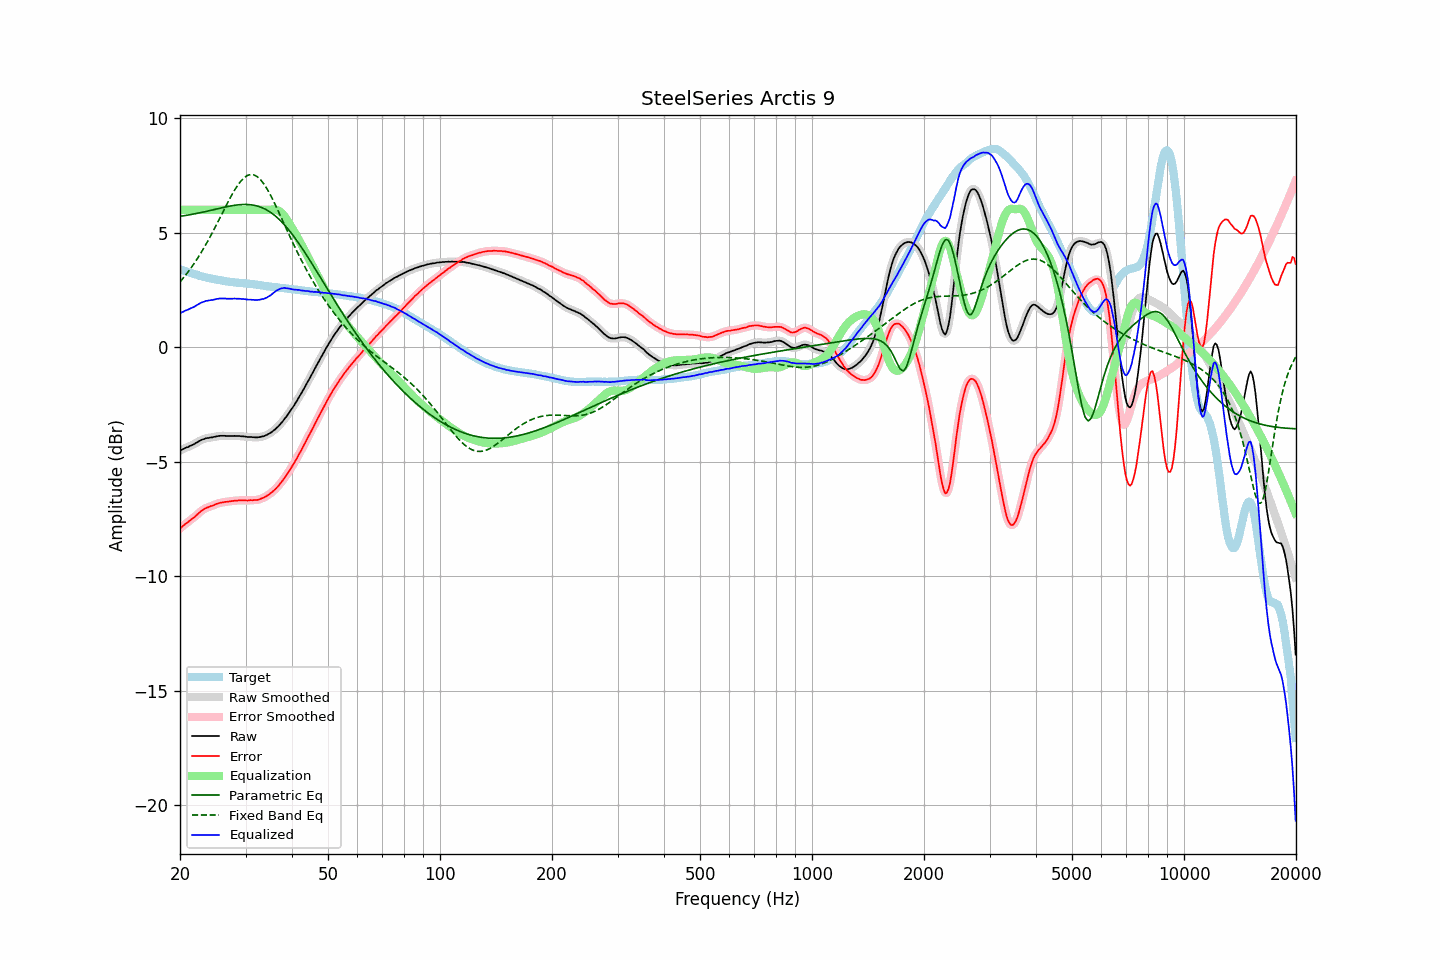 SteelSeries Arctis 9
10
5
0
−5
−10
−15
−20
Amplitude (dBr)
Target
Raw Smoothed
Error Smoothed
Raw
Error
Equalization
Parametric Eq
Fixed Band Eq
Equalized
20 50 100 200 500 1000 2000 5000 10000 20000
Frequency (Hz)